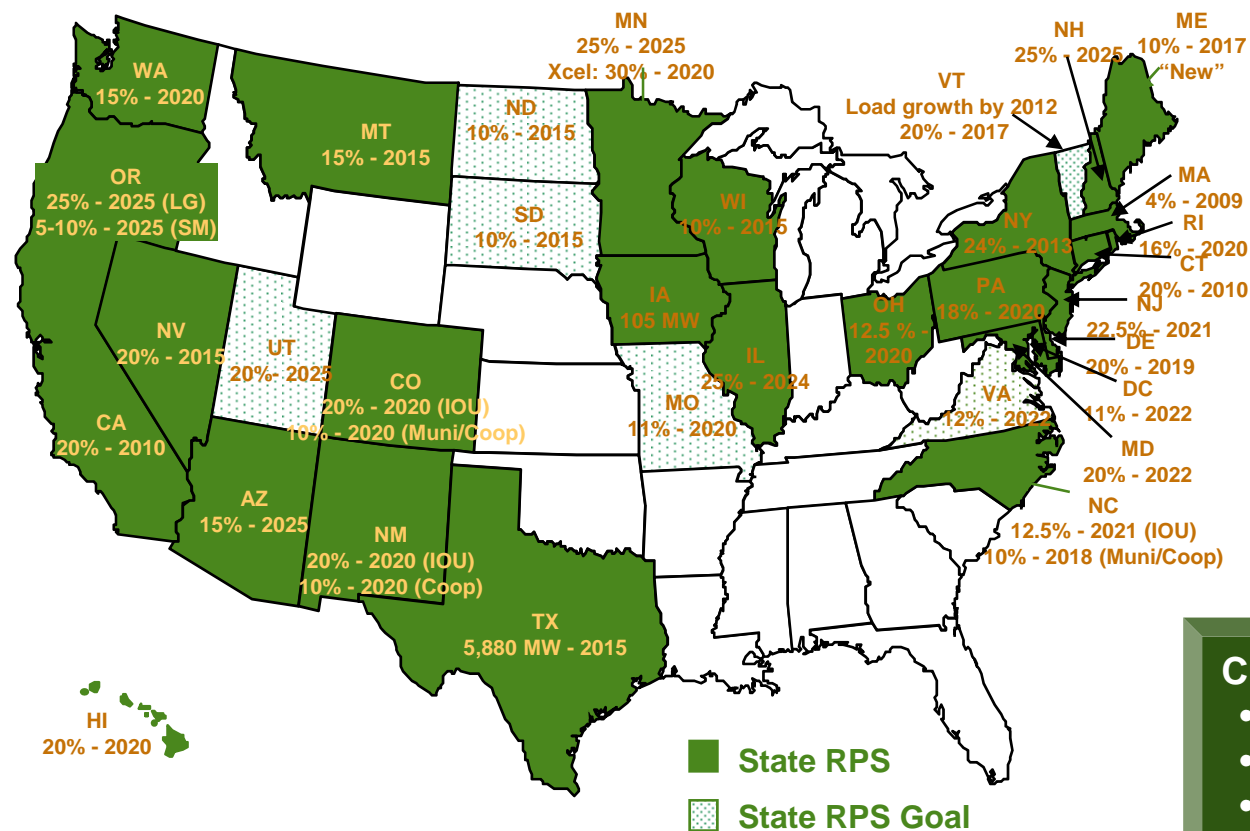 MN
25% - 2025
Xcel: 30% - 2020
NH
25% - 2025
ME
10% - 2017
“New”
VT
Load growth by 2012
20% - 2017
WA
15% - 2020
MT
15% - 2015
ND
10% - 2015
OR
25% - 2025 (LG)
5-10% - 2025 (SM)
SD
10% - 2015
WI
10% - 2015
NY
24% - 2013
MA
4% - 2009
RI
16% - 2020
CT
20% - 2010
NJ
22.5% - 2021
DE
20% - 2019
DC
11% - 2022
MD
20% - 2022
NV
20% - 2015
UT
20% - 2025
CO
20% - 2020 (IOU)
10% - 2020 (Muni/Coop)
IA
105 MW
IL
25% - 2024
OH
12.5 % -
2020
PA
18% - 2020
MO
11% - 2020
VA
12% - 2022
CA
20% - 2010
AZ
15% - 2025
NM
20% - 2020 (IOU)
10% - 2020 (Coop)
NC
12.5% - 2021 (IOU)
10% - 2018 (Muni/Coop)
TX
5,880 MW - 2015
HI
20% - 2020
State RPS
State RPS Goal
C
•
•
•